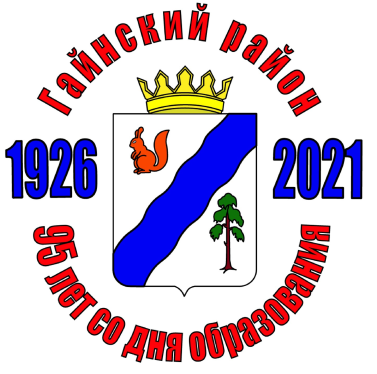 Гайнский район
1926
2021
95 лет со дня образования